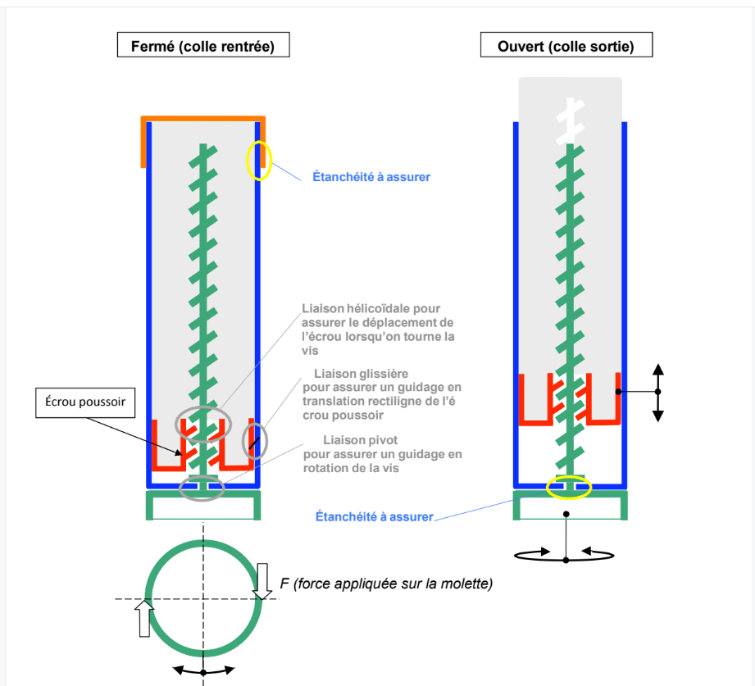 Fermé (colle rentrée)
Ouvert (colle sortie)
Étanchéité à assurer
Liaison hélicoïdale pour
assurer le déplacement de
l'écrou lorsqu'on tourne la
vis
Liaison glissière
pour assurer un guidage en
translation rectiligne de l'é
crou poussoir
Écrou poussoir
Liaison pivot
pour assurer un guidage en
rotation de la vis
Étanchéité à assurer
F (force appliquée sur la molette)